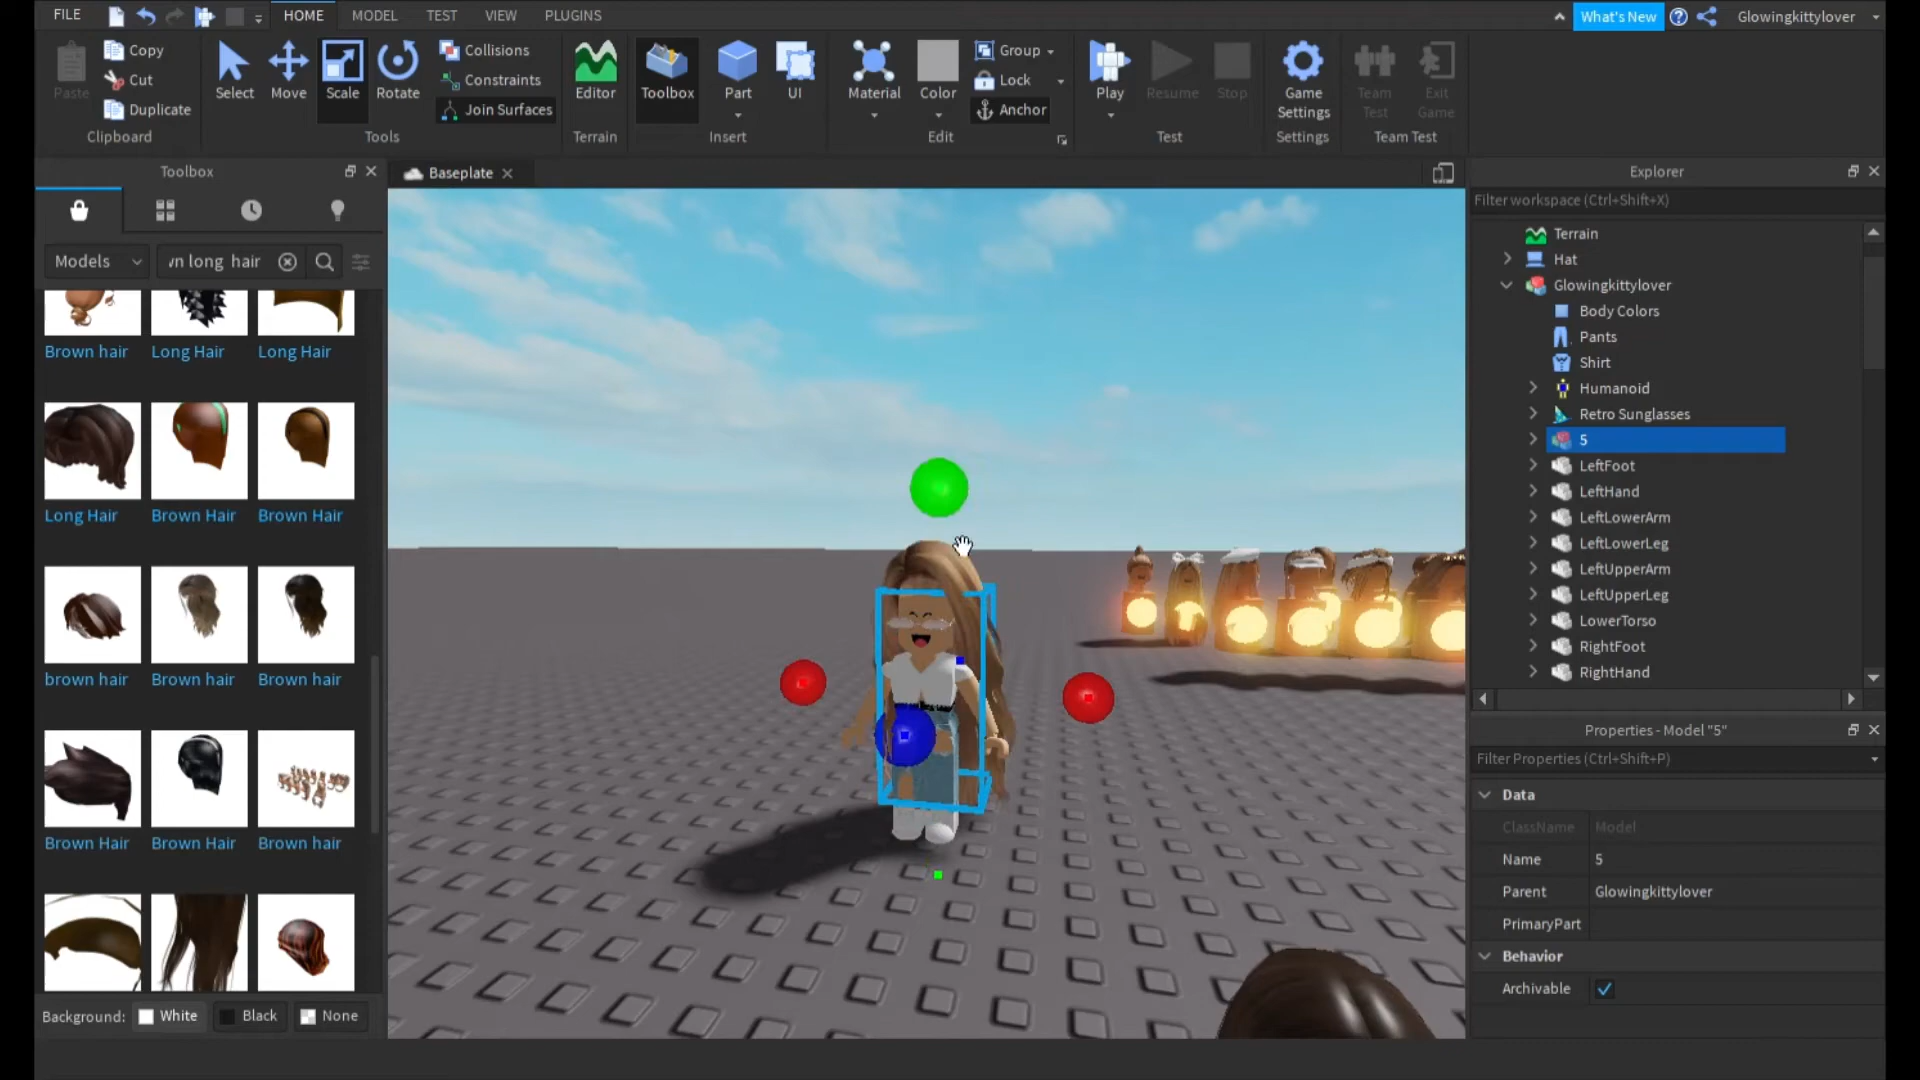 FILE HOME MODEL TEST VIEW PLUGINS What's New Glowingkittylover
Paste Copy Cut Duplicate Clipboard
Select Move Scale Rotate Collisions Constraints Join Surfaces Tools
Editor Terrain
Toolbox Part UI Insert
Material Color Group Lock Anchor Edit
Play Resume Stop Test
Game Settings Settings
Team Test Exit Game Team Test
Toolbox
Models
n long hair
Brown hair Long Hair Long Hair
Long Hair Brown Hair Brown Hair
brown hair Brown hair Brown hair
Brown Hair Brown Hair Brown hair
Background: White Black None
Baseplate
Explorer
Filter workspace (Ctrl+Shift+X)
Terrain
Hat
Glowingkittylover
Body Colors
Pants
Shirt
Humanoid
Retro Sunglasses
5
LeftFoot
LeftHand
LeftLowerArm
LeftLowerLeg
LeftUpperArm
LeftUpperLeg
LowerTorso
RightFoot
RightHand
Properties - Model "5"
Filter Properties (Ctrl+Shift+P)
Data
ClassName Model
Name 5
Parent Glowingkittylover
PrimaryPart
Behavior
Archivable